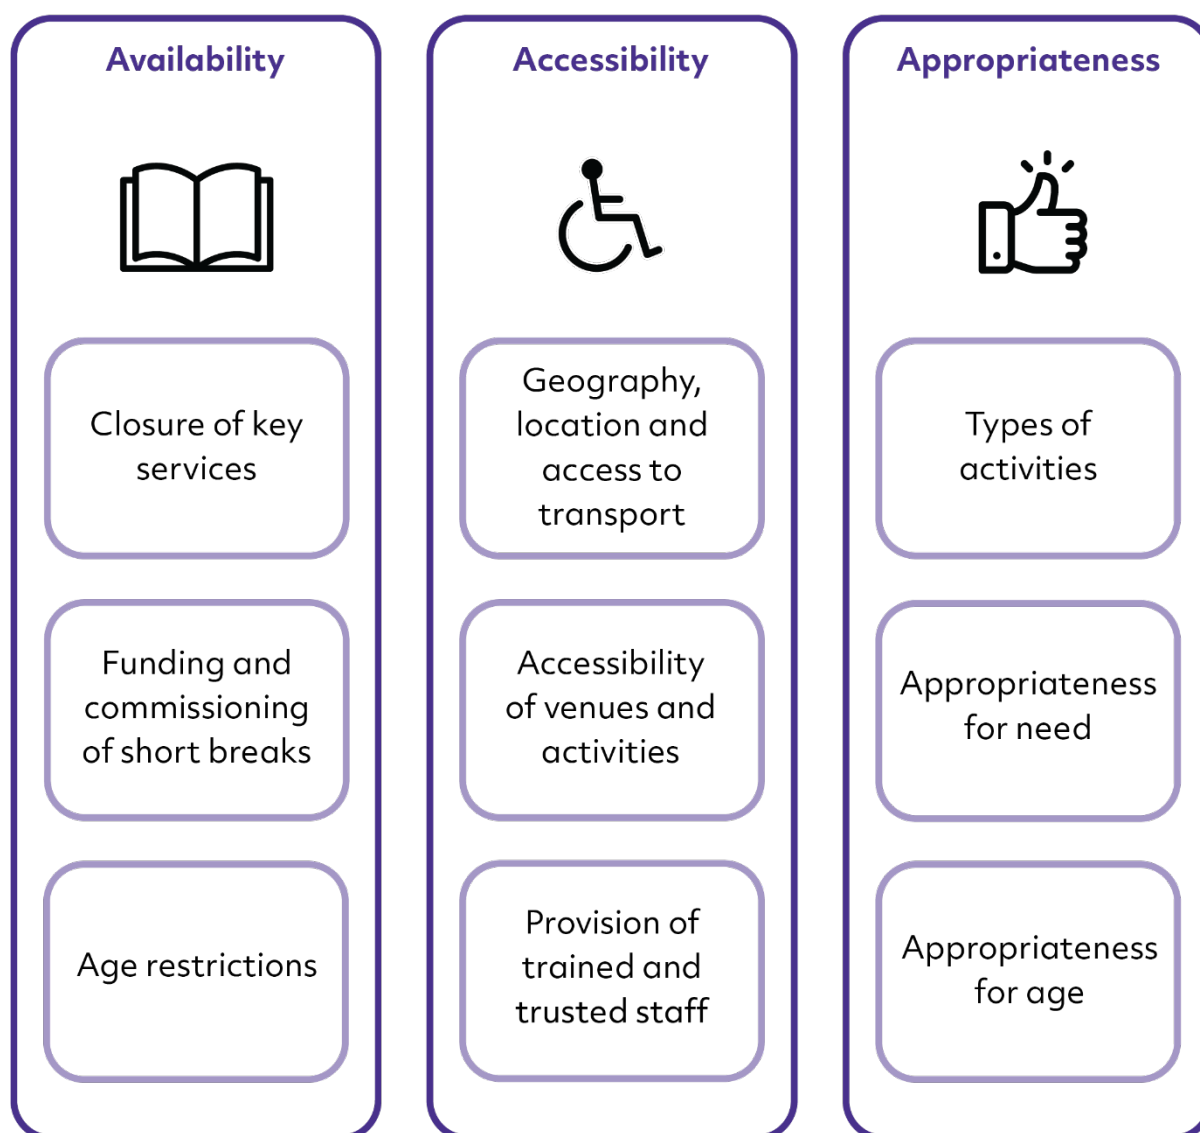 Availability
Closure of key
services
Funding and
commissioning
of short breaks
Age restrictions
Accessibility
Geography,
location and
access to
transport
Accessibility
of venues and
activities
Provision of
trained and
trusted staff
Appropriateness
Types of
activities
Appropriateness
for need
Appropriateness
for age